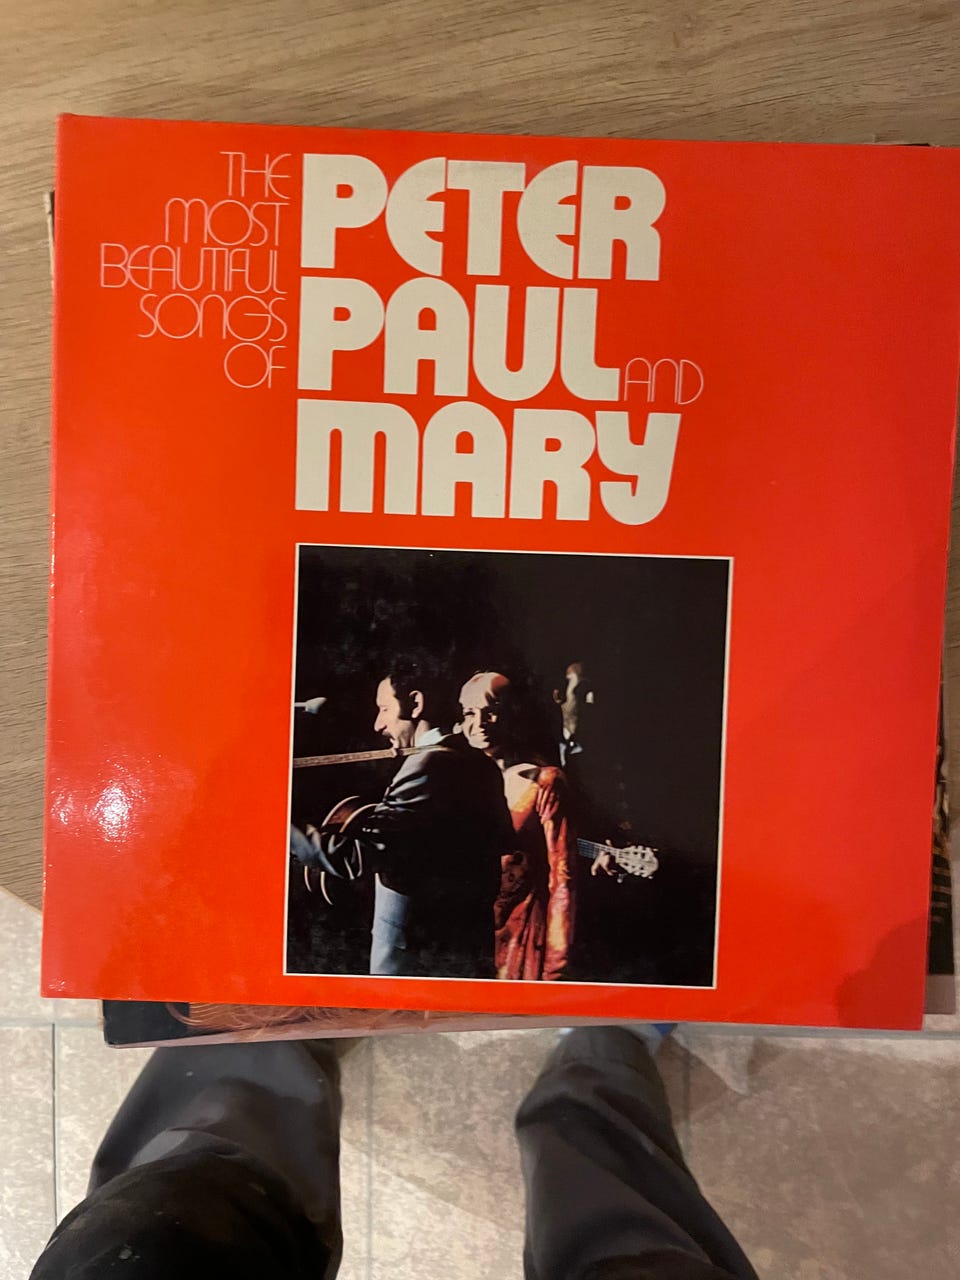 THE
MOST
BEAUTIFUL
SONGS
OF
PETER
PAUL AND
MARY